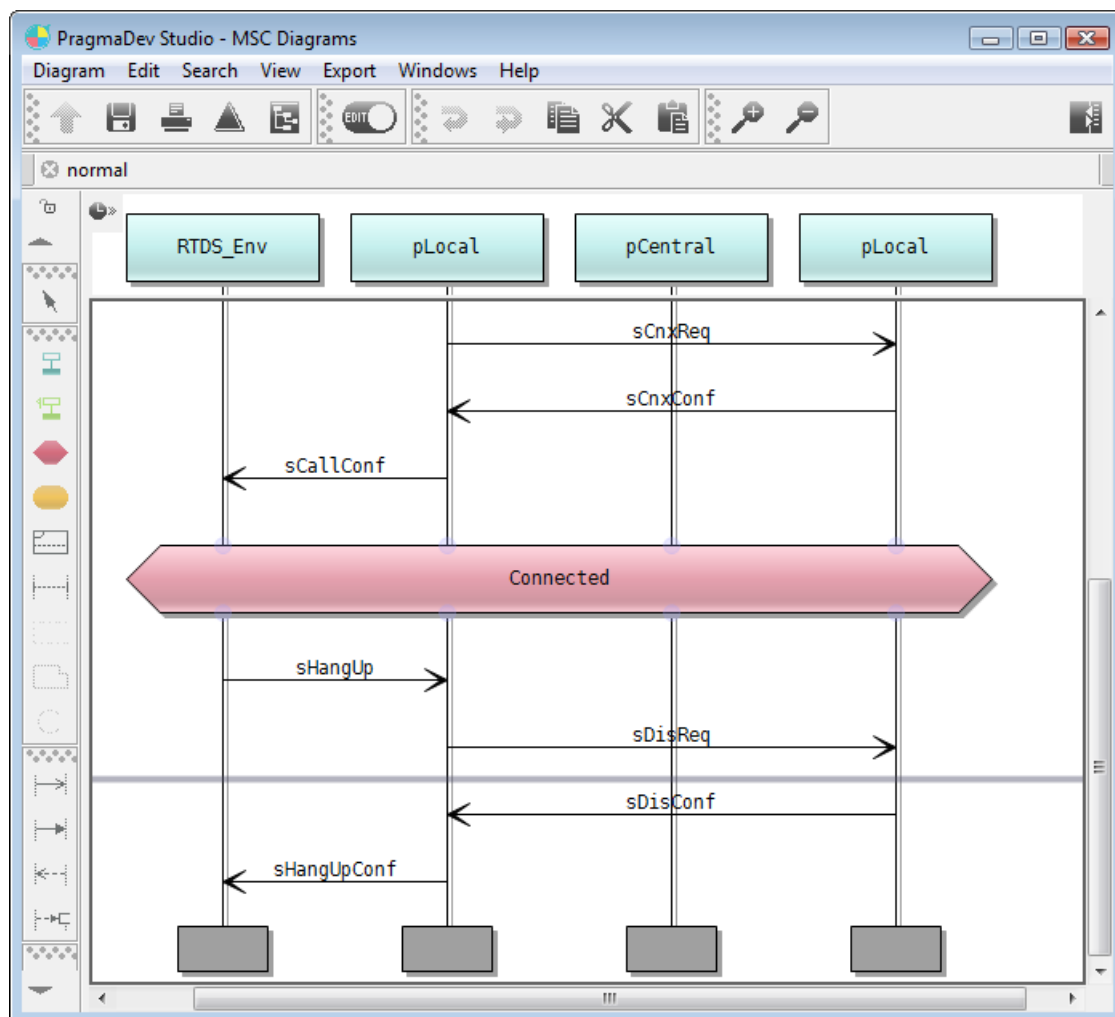 PragmaDev Studio - MSC Diagrams
Diagram Edit Search View Export Windows Help
EDIT
normal
RTDS_Env pLocal pCentral pLocal
sCnxReq
sCnxConf
sCallConf
Connected
sHangUp
sDisReq
sDisConf
sHangUpConf